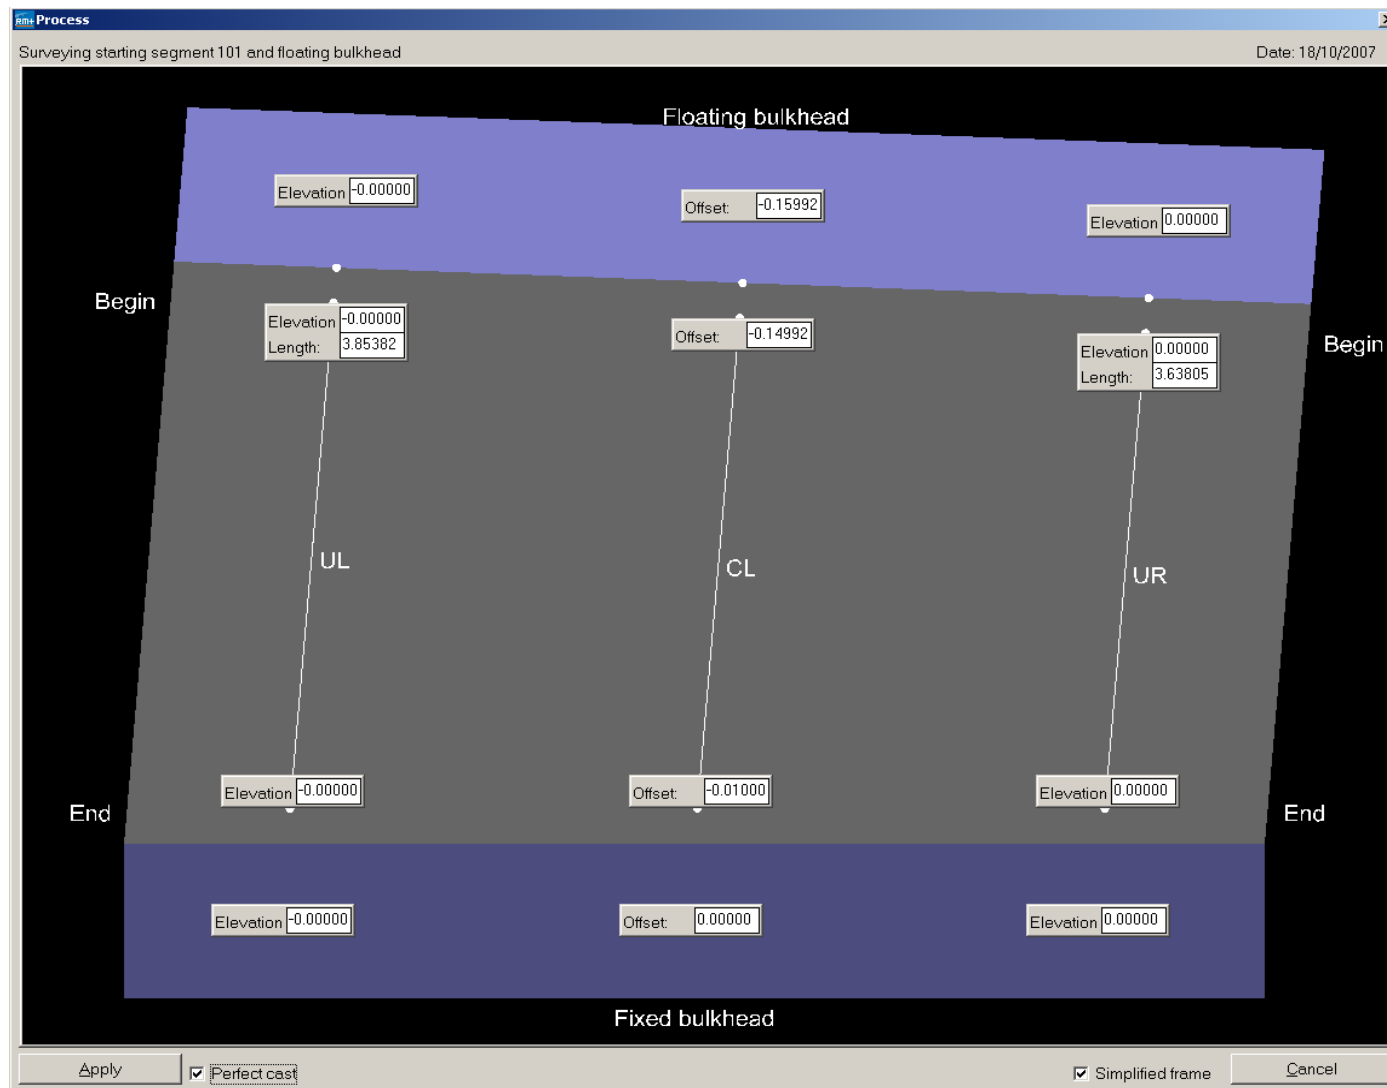 RM+ Process
Surveying starting segment 101 and floating bulkhead Date: 18/10/2007
Floating bulkhead
Elevation -0.00000
Offset: -0.15992
Elevation 0.00000
Begin
Elevation -0.00000
Length: 3.85382
Offset: -0.14992
Elevation 0.00000
Length: 3.63805
Begin
UL
CL
UR
End
Elevation -0.00000
Offset: -0.01000
Elevation 0.00000
End
Elevation -0.00000
Offset: 0.00000
Elevation 0.00000
Fixed bulkhead
Apply
Perfect cast
Simplified frame
Cancel